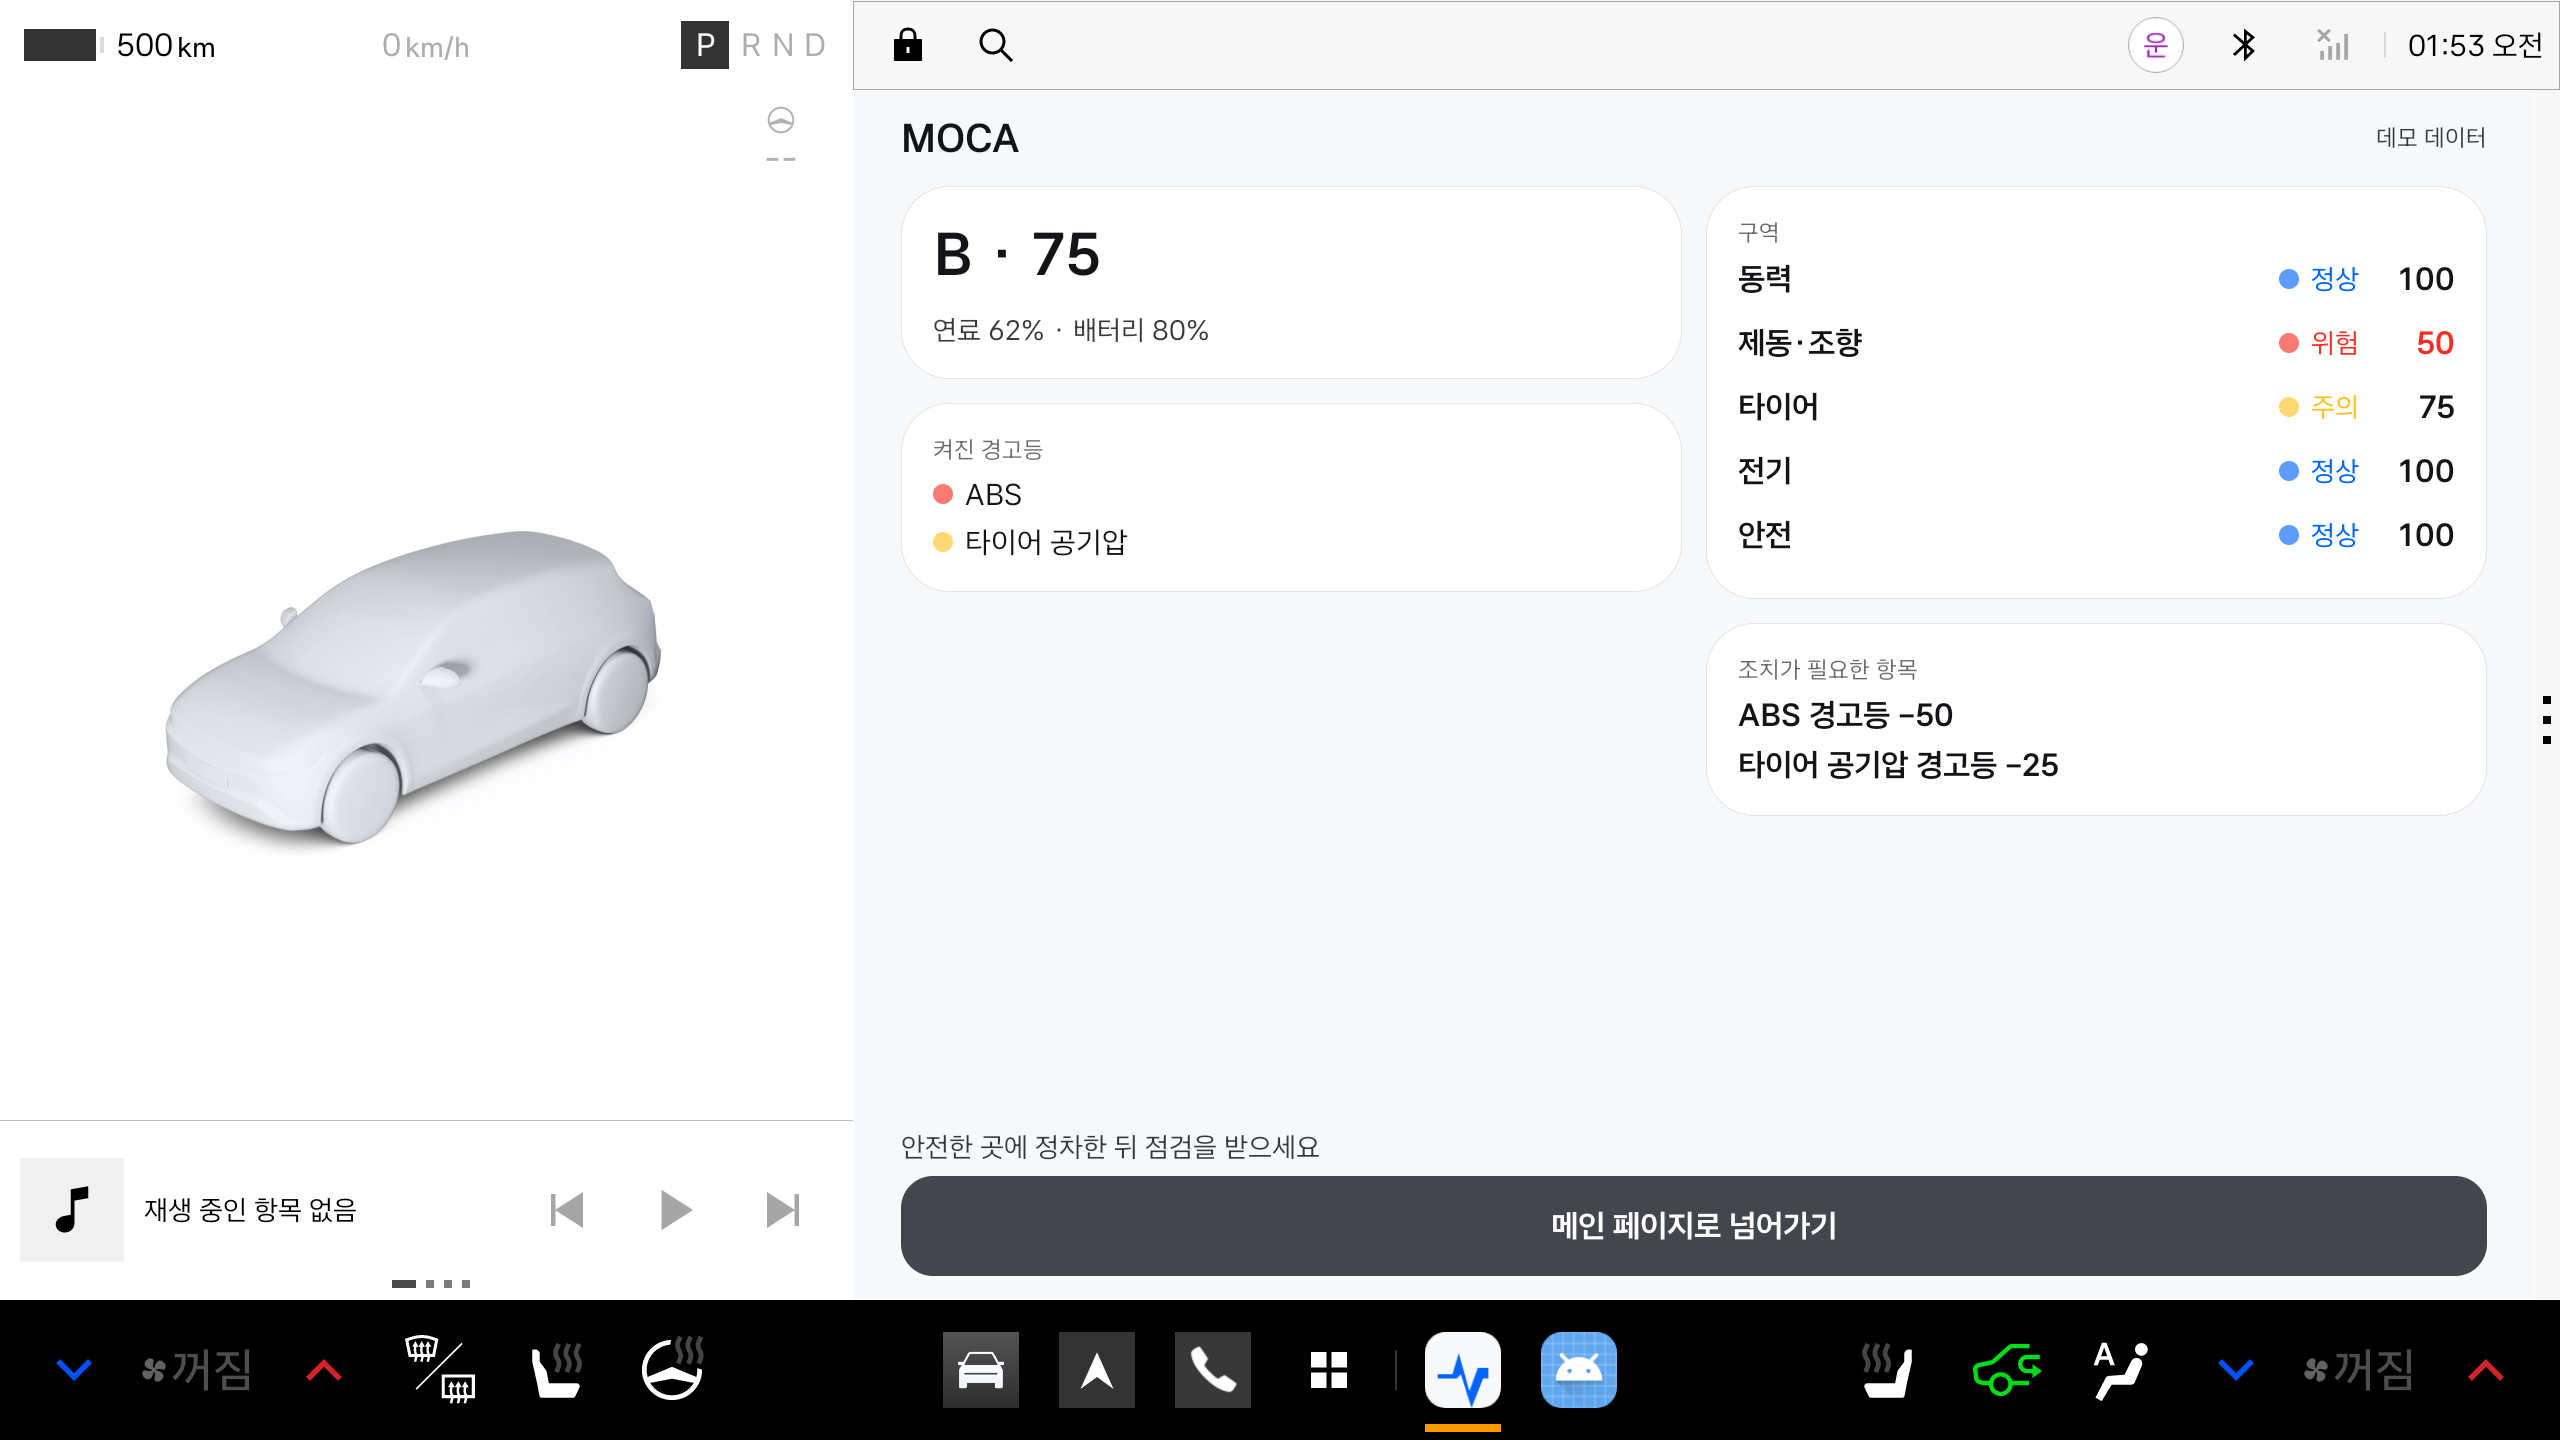 500 km
0 km/h
P R N D
운
01:53 오전
MOCA
데모 데이터
B · 75
연료 62% · 배터리 80%
켜진 경고등
ABS
타이어 공기압
구역
동력 정상 100
제동·조향 위험 50
타이어 주의 75
전기 정상 100
안전 정상 100
조치가 필요한 항목
ABS 경고등 −50
타이어 공기압 경고등 −25
안전한 곳에 정차한 뒤 점검을 받으세요
메인 페이지로 넘어가기
재생 중인 항목 없음
꺼짐
A
꺼짐